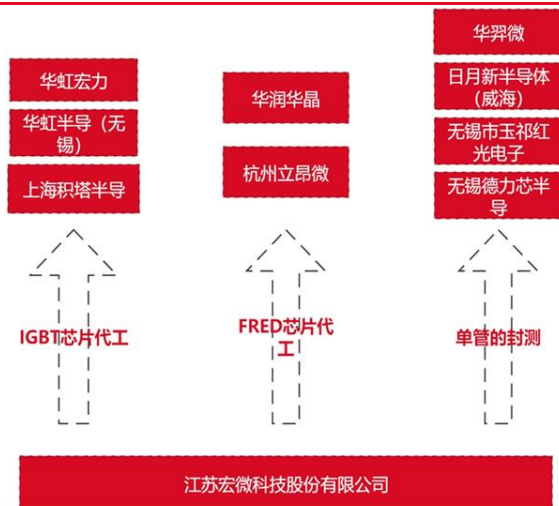 华虹宏力
华虹半导（无
锡）
上海积塔半导
IGBT芯片代工
华润华晶
杭州立昂微
FRED芯片代
工
华羿微
日月新半导体
（威海）
无锡市玉祁红
光电子
无锡德力芯半
导
单管的封测
江苏宏微科技股份有限公司